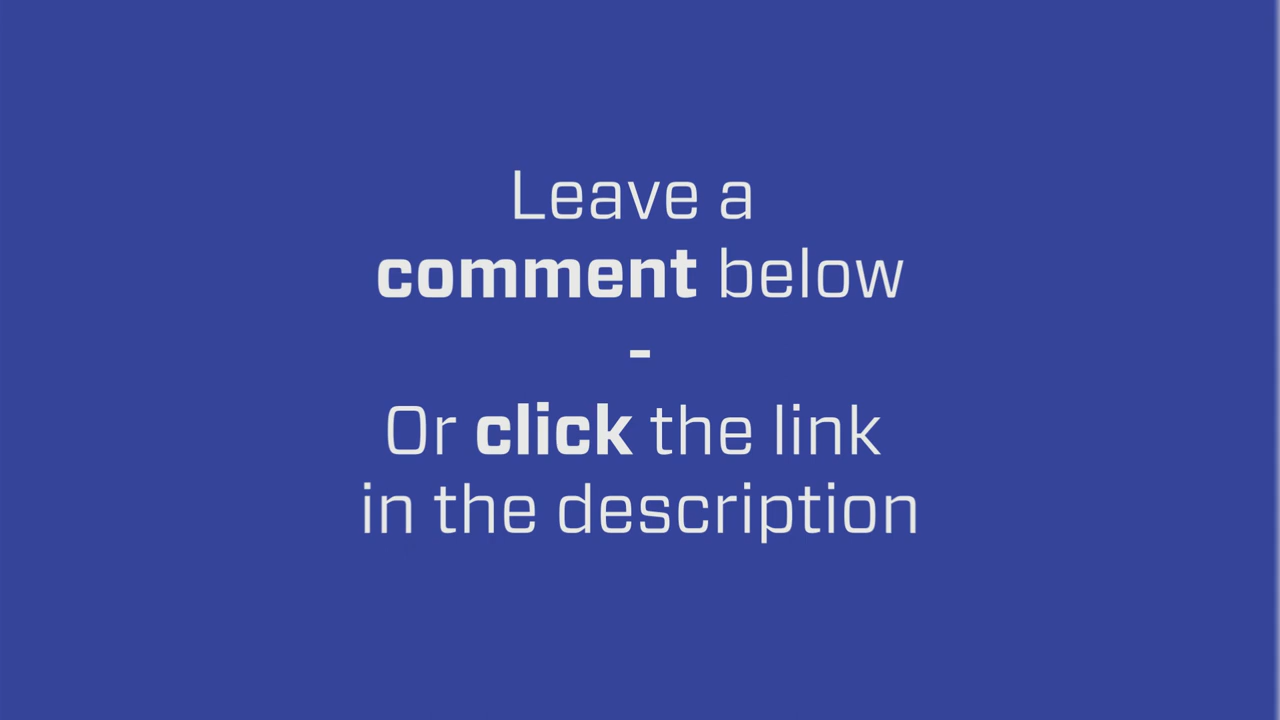 Leave a
comment below
-
Or click the link
in the description